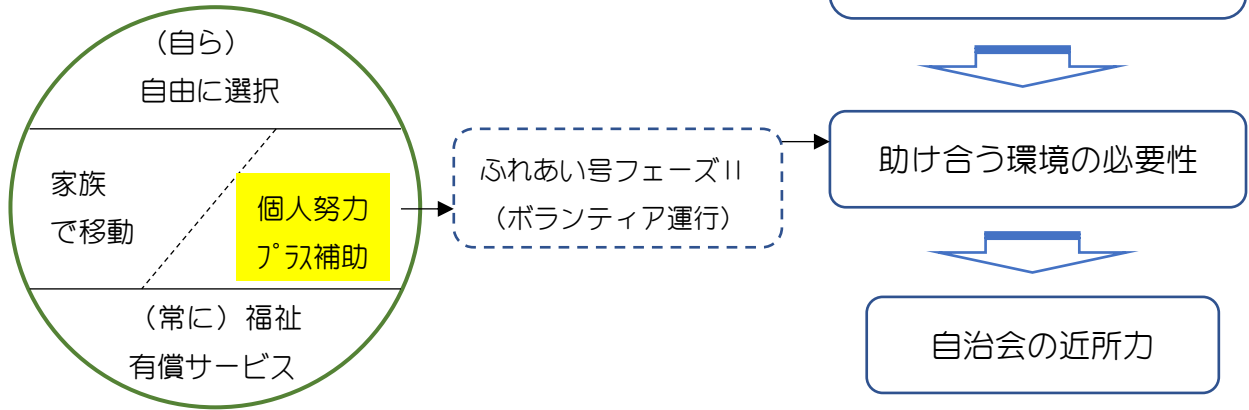 （自ら）
自由に選択
家族
で移動
個人努力
プラス補助
（常に）福祉
有償サービス
ふれあい号フェーズⅡ
（ボランティア運行）
助け合う環境の必要性
自治会の近所力